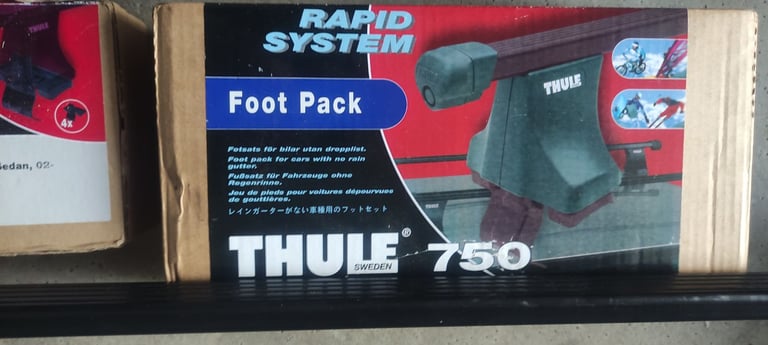 RAPID
SYSTEM
Foot Pack
Fotsats för bilar utan dropplist.
Foot pack for cars with no rain
gutter.
Fußsatz für Fahrzeuge ohne
Regenrinne.
Jeu de pieds pour voitures dépourvues
de gouttières.
レインガーターがない車種用のフットセット
THULE® 750
SWEDEN
THULE
THULE
4x
Sedan, 02-